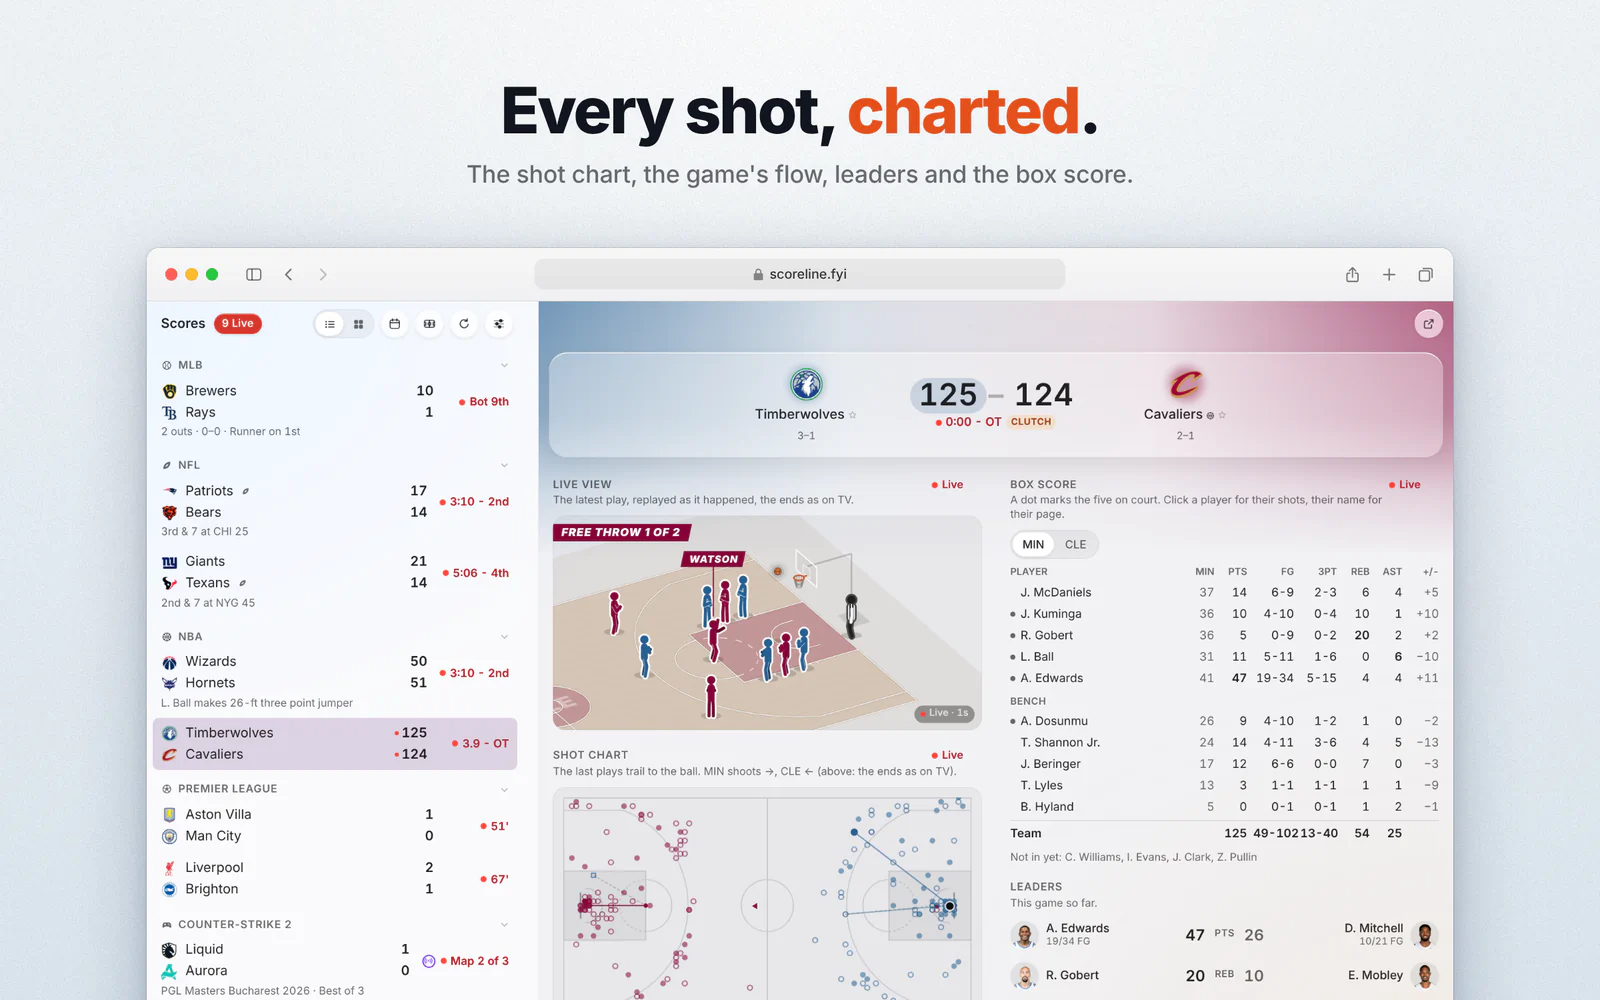 Every shot, charted.
The shot chart, the game's flow, leaders and the box score.
scoreline.fyi
Scores 9 Live
MLB
Brewers 10
Rays 1
Bot 9th
2 outs · 0–0 · Runner on 1st
NFL
Patriots 17
Bears 14
3:10 - 2nd
3rd & 7 at CHI 25
Giants 21
Texans 14
5:06 - 4th
2nd & 7 at NYG 45
NBA
Wizards 50
Hornets 51
3:10 - 2nd
L. Ball makes 26-ft three point jumper
Timberwolves 125
Cavaliers 124
3.9 - OT
PREMIER LEAGUE
Aston Villa 1
Man City 0
51'
Liverpool 2
Brighton 1
67'
COUNTER-STRIKE 2
Liquid 1
Aurora 0
Map 2 of 3
PGL Masters Bucharest 2026 · Best of 3
Timberwolves
3–1
125 – 124
0:00 - OT CLUTCH
Cavaliers
2–1
LIVE VIEW Live
The latest play, replayed as it happened, the ends as on TV.
FREE THROW 1 OF 2
WATSON
Live · 1s
SHOT CHART Live
The last plays trail to the ball. MIN shoots →, CLE ← (above: the ends as on TV).
BOX SCORE Live
A dot marks the five on court. Click a player for their shots, their name for
their page.
MIN CLE
PLAYER MIN PTS FG 3PT REB AST +/-
J. McDaniels 37 14 6-9 2-3 6 4 +5
J. Kuminga 36 10 4-10 0-4 10 1 +10
R. Gobert 36 5 0-9 0-2 20 2 +2
L. Ball 31 11 5-11 1-6 0 6 −10
A. Edwards 41 47 19-34 5-15 4 4 +11
BENCH
A. Dosunmu 26 9 4-10 1-2 1 0 −2
T. Shannon Jr. 24 14 4-11 3-6 4 5 −13
J. Beringer 17 12 6-6 0-0 7 0 −3
T. Lyles 13 3 1-1 1-1 1 1 −9
B. Hyland 5 0 0-1 0-1 1 2 −1
Team 125 49-102 13-40 54 25
Not in yet: C. Williams, I. Evans, J. Clark, Z. Pullin
LEADERS
This game so far.
A. Edwards 47 PTS 26 D. Mitchell
19/34 FG 10/21 FG
R. Gobert 20 REB 10 E. Mobley